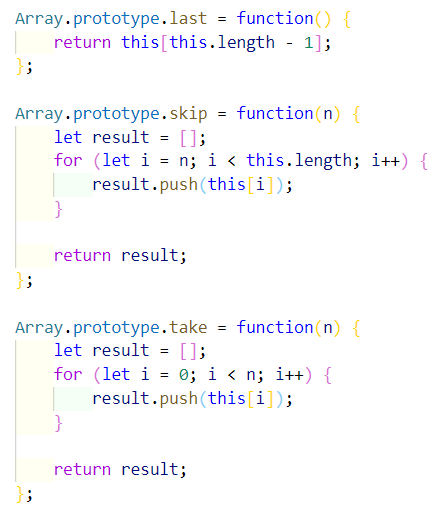 Array.prototype.last = function() {
    return this[this.length - 1];
};

Array.prototype.skip = function(n) {
    let result = [];
    for (let i = n; i < this.length; i++) {
        result.push(this[i]);
    }

    return result;
};

Array.prototype.take = function(n) {
    let result = [];
    for (let i = 0; i < n; i++) {
        result.push(this[i]);
    }

    return result;
};